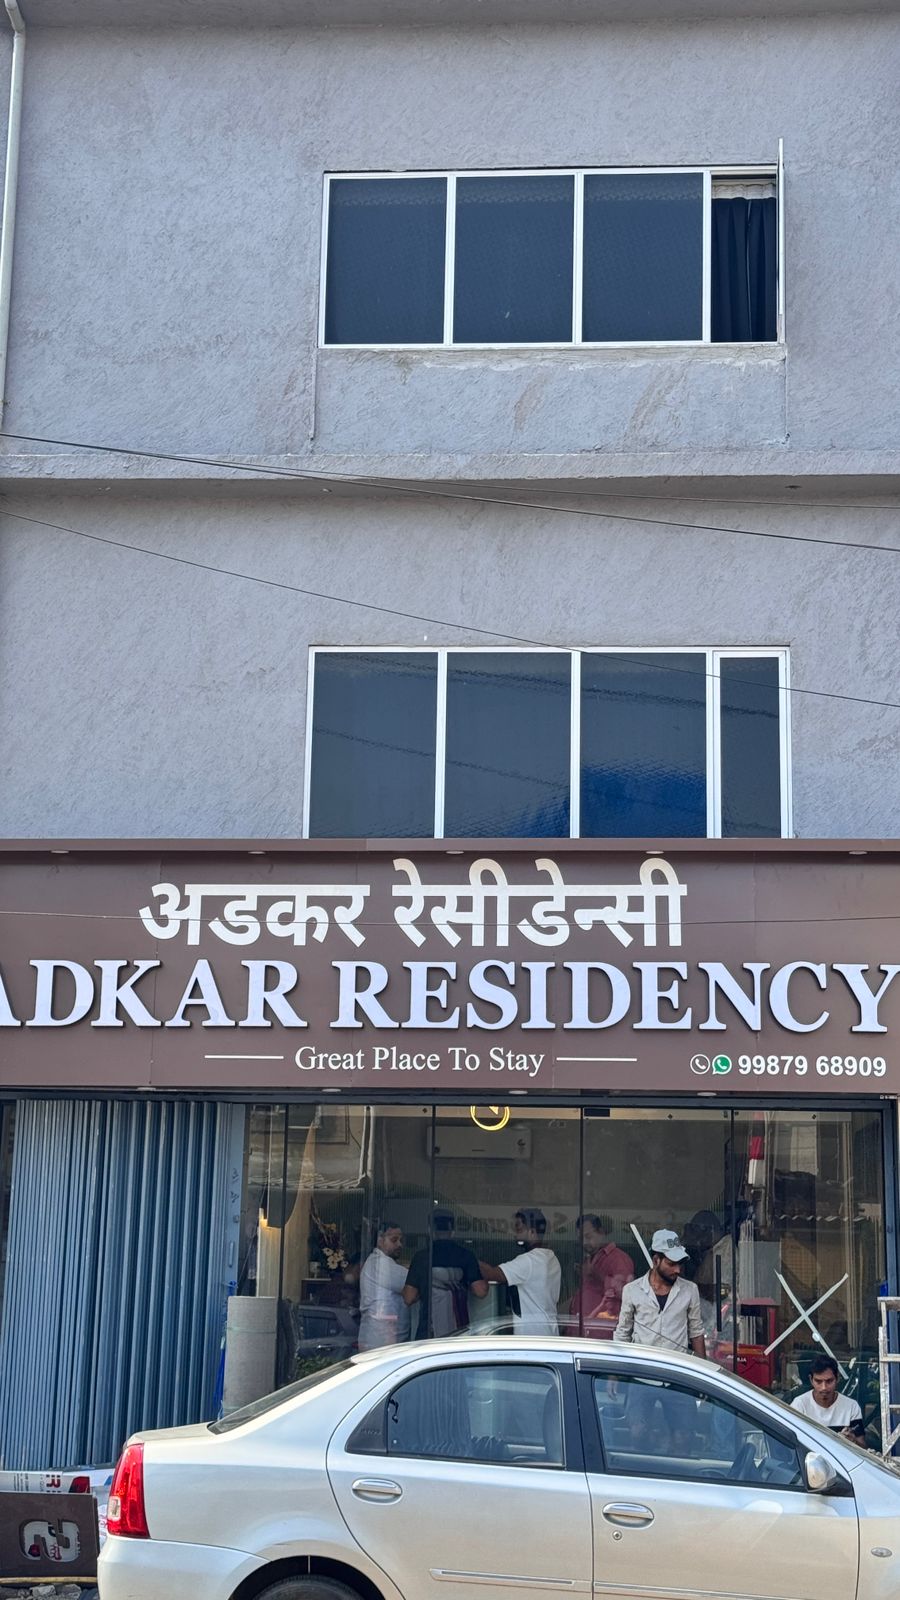 अडकर रेसीडेन्सी
ADKAR RESIDENCY
Great Place To Stay
99879 68909